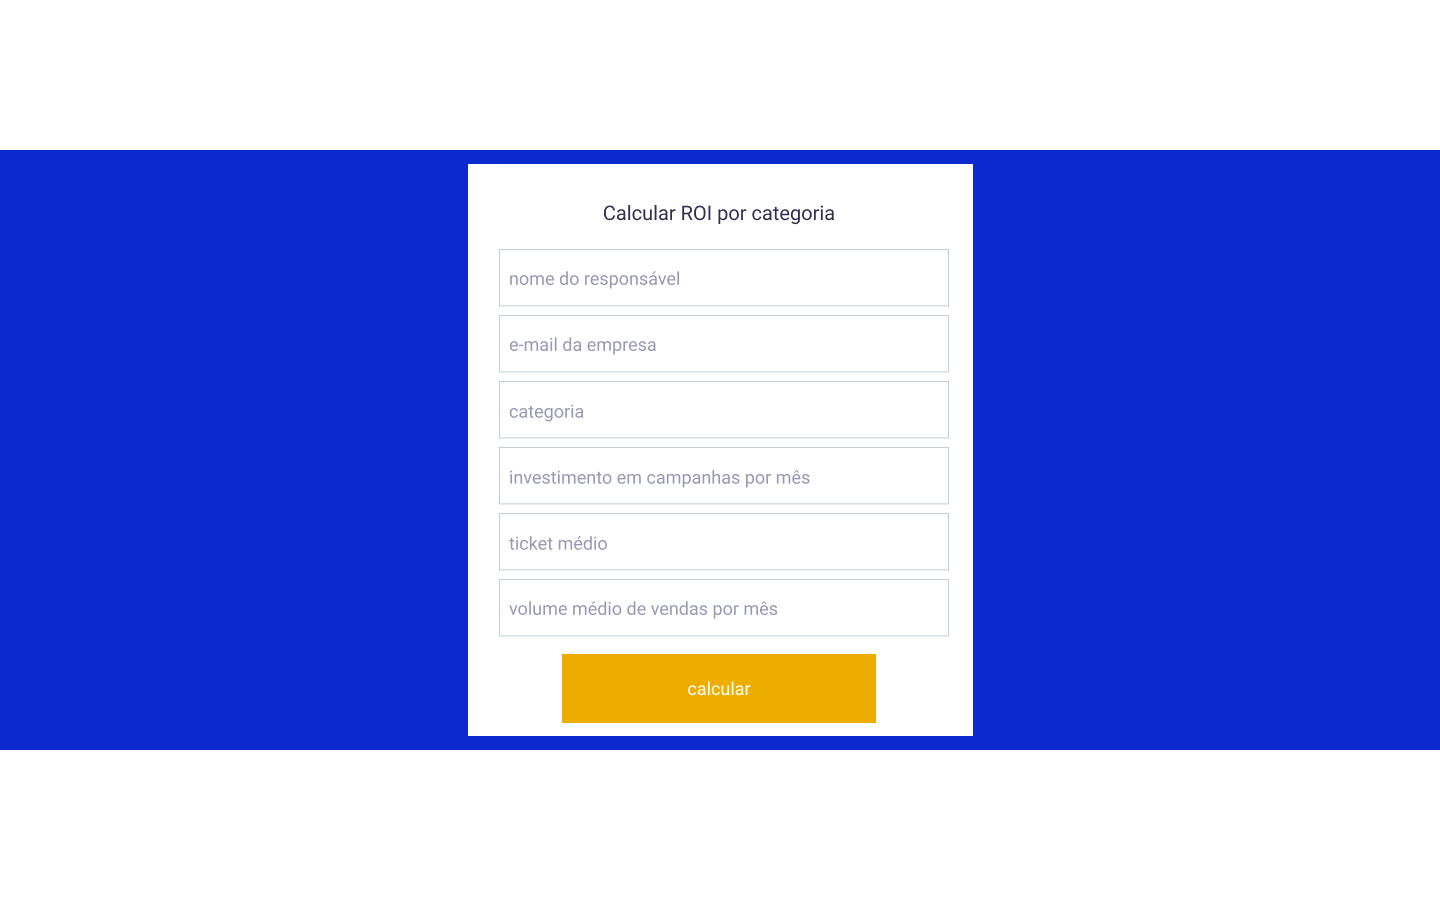 Calcular ROI por categoria
nome do responsável
e-mail da empresa
categoria
investimento em campanhas por mês
ticket médio
volume médio de vendas por mês
calcular